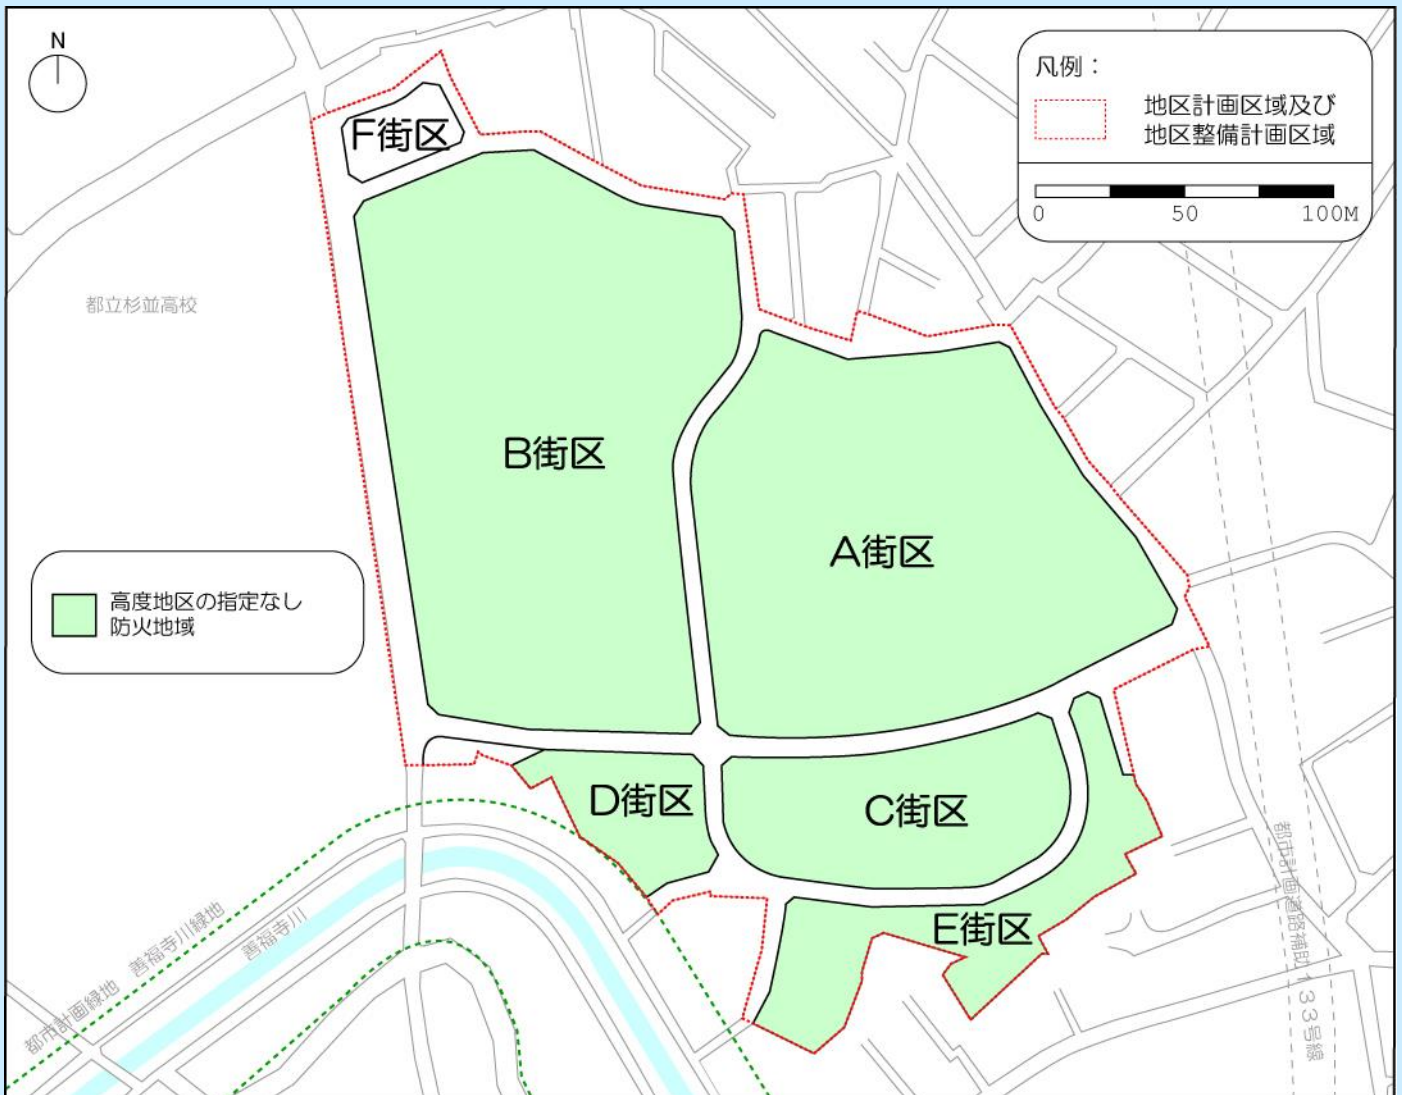 N
凡例：
地区計画区域及び
地区整備計画区域
0 50 100M
F街区
都立杉並高校
B街区
A街区
高度地区の指定なし
防火地域
D街区
C街区
E街区
都市計画緑地 善福寺川緑地
善福寺川
都市計画道路補助133号線